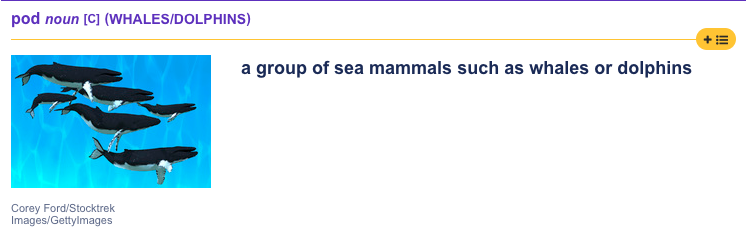 pod noun [C] (WHALES/DOLPHINS)
a group of sea mammals such as whales or dolphins
Corey Ford/Stocktrek
Images/GettyImages